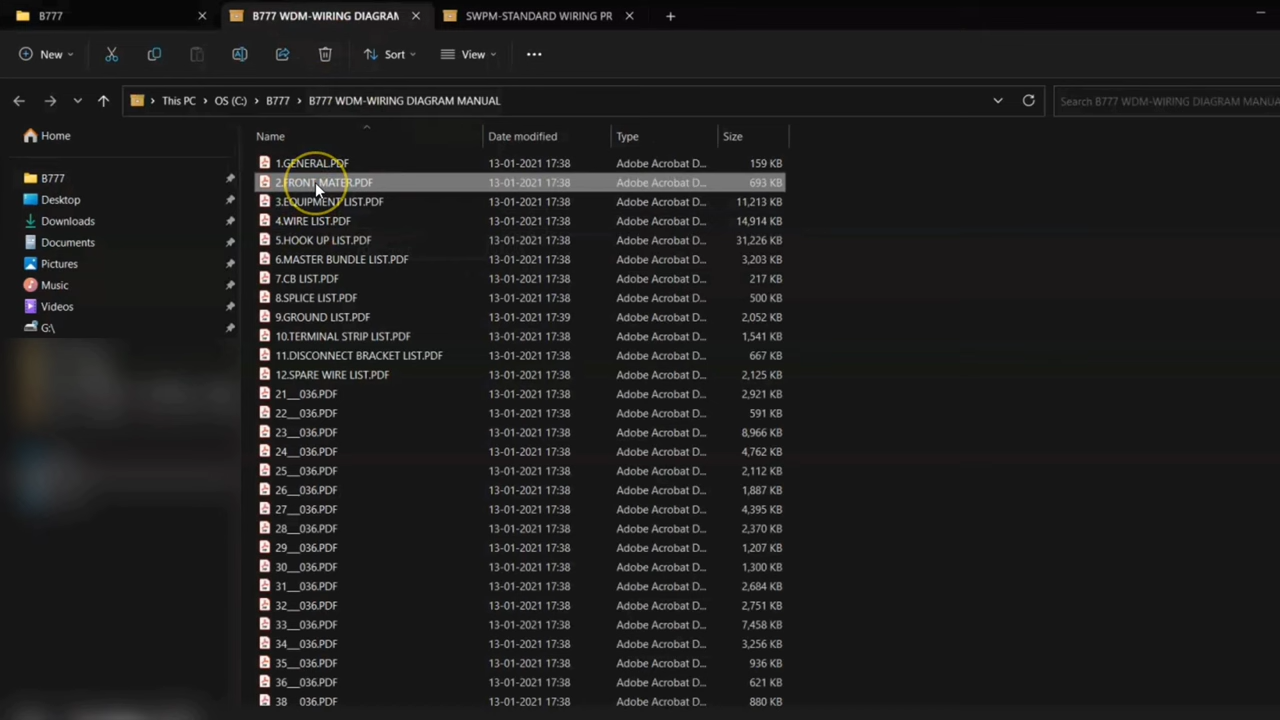 B777
B777 WDM-WIRING DIAGRAM
SWPM-STANDARD WIRING PR
New
Sort
View
This PC > OS (C:) > B777 > B777 WDM-WIRING DIAGRAM MANUAL
Search B777 WDM-WIRING DIAGRAM MANUA
Home
B777
Desktop
Downloads
Documents
Pictures
Music
Videos
G:\
Name Date modified Type Size
1.GENERAL.PDF 13-01-2021 17:38 Adobe Acrobat D... 159 KB
2.FRONT MATER.PDF 13-01-2021 17:38 Adobe Acrobat D... 693 KB
3.EQUIPMENT LIST.PDF 13-01-2021 17:38 Adobe Acrobat D... 11,213 KB
4.WIRE LIST.PDF 13-01-2021 17:38 Adobe Acrobat D... 14,914 KB
5.HOOK UP LIST.PDF 13-01-2021 17:38 Adobe Acrobat D... 31,226 KB
6.MASTER BUNDLE LIST.PDF 13-01-2021 17:38 Adobe Acrobat D... 3,203 KB
7.CB LIST.PDF 13-01-2021 17:38 Adobe Acrobat D... 217 KB
8.SPLICE LIST.PDF 13-01-2021 17:38 Adobe Acrobat D... 500 KB
9.GROUND LIST.PDF 13-01-2021 17:39 Adobe Acrobat D... 2,052 KB
10.TERMINAL STRIP LIST.PDF 13-01-2021 17:38 Adobe Acrobat D... 1,541 KB
11.DISCONNECT BRACKET LIST.PDF 13-01-2021 17:38 Adobe Acrobat D... 667 KB
12.SPARE WIRE LIST.PDF 13-01-2021 17:38 Adobe Acrobat D... 2,125 KB
21__036.PDF 13-01-2021 17:38 Adobe Acrobat D... 2,921 KB
22__036.PDF 13-01-2021 17:38 Adobe Acrobat D... 591 KB
23__036.PDF 13-01-2021 17:38 Adobe Acrobat D... 8,966 KB
24__036.PDF 13-01-2021 17:38 Adobe Acrobat D... 4,762 KB
25__036.PDF 13-01-2021 17:38 Adobe Acrobat D... 2,112 KB
26__036.PDF 13-01-2021 17:38 Adobe Acrobat D... 1,887 KB
27__036.PDF 13-01-2021 17:38 Adobe Acrobat D... 4,395 KB
28__036.PDF 13-01-2021 17:38 Adobe Acrobat D... 2,370 KB
29__036.PDF 13-01-2021 17:38 Adobe Acrobat D... 1,207 KB
30__036.PDF 13-01-2021 17:38 Adobe Acrobat D... 1,300 KB
31__036.PDF 13-01-2021 17:38 Adobe Acrobat D... 2,684 KB
32__036.PDF 13-01-2021 17:38 Adobe Acrobat D... 2,751 KB
33__036.PDF 13-01-2021 17:38 Adobe Acrobat D... 7,458 KB
34__036.PDF 13-01-2021 17:38 Adobe Acrobat D... 3,256 KB
35__036.PDF 13-01-2021 17:38 Adobe Acrobat D... 936 KB
36__036.PDF 13-01-2021 17:38 Adobe Acrobat D... 621 KB
38__036.PDF 13-01-2021 17:38 Adobe Acrobat D... 880 KB